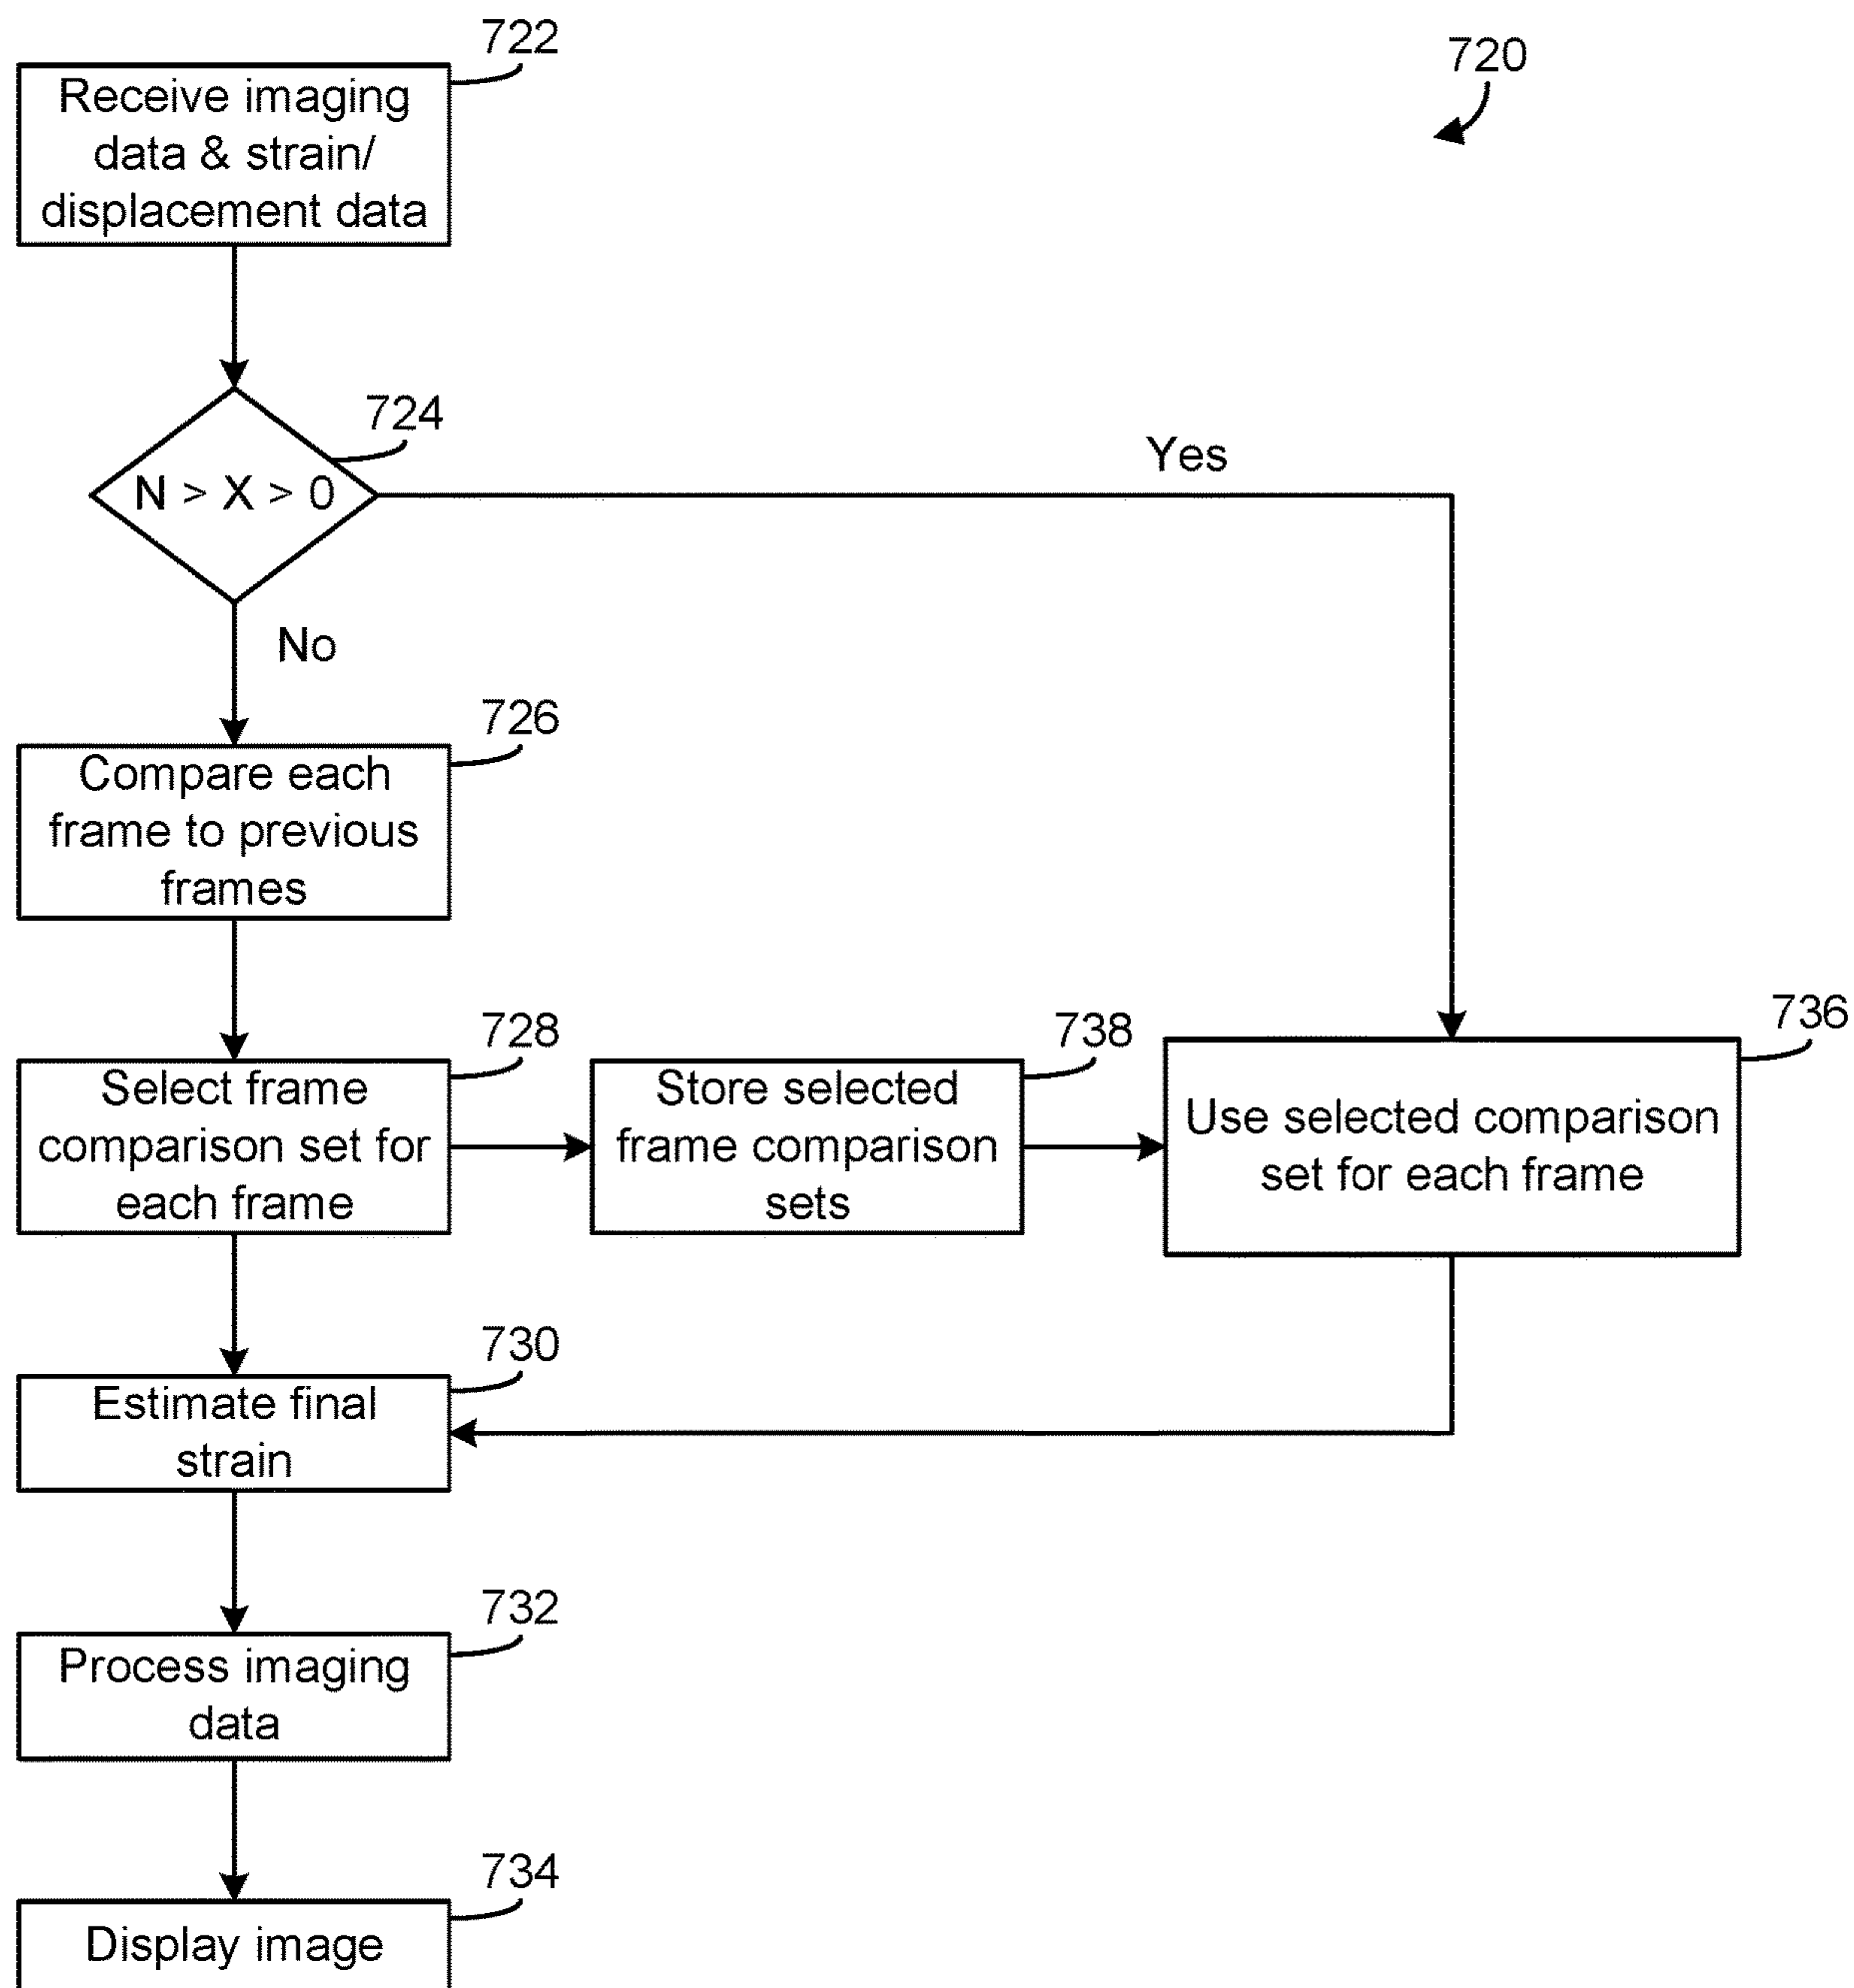 722
720
Receive imaging
data & strain/
displacement data
724
N > X > 0
Yes
No
726
Compare each
frame to previous
frames
728
738
736
Select frame
comparison set for
each frame
Store selected
frame comparison
sets
Use selected comparison
set for each frame
730
Estimate final
strain
732
Process imaging
data
734
Display image